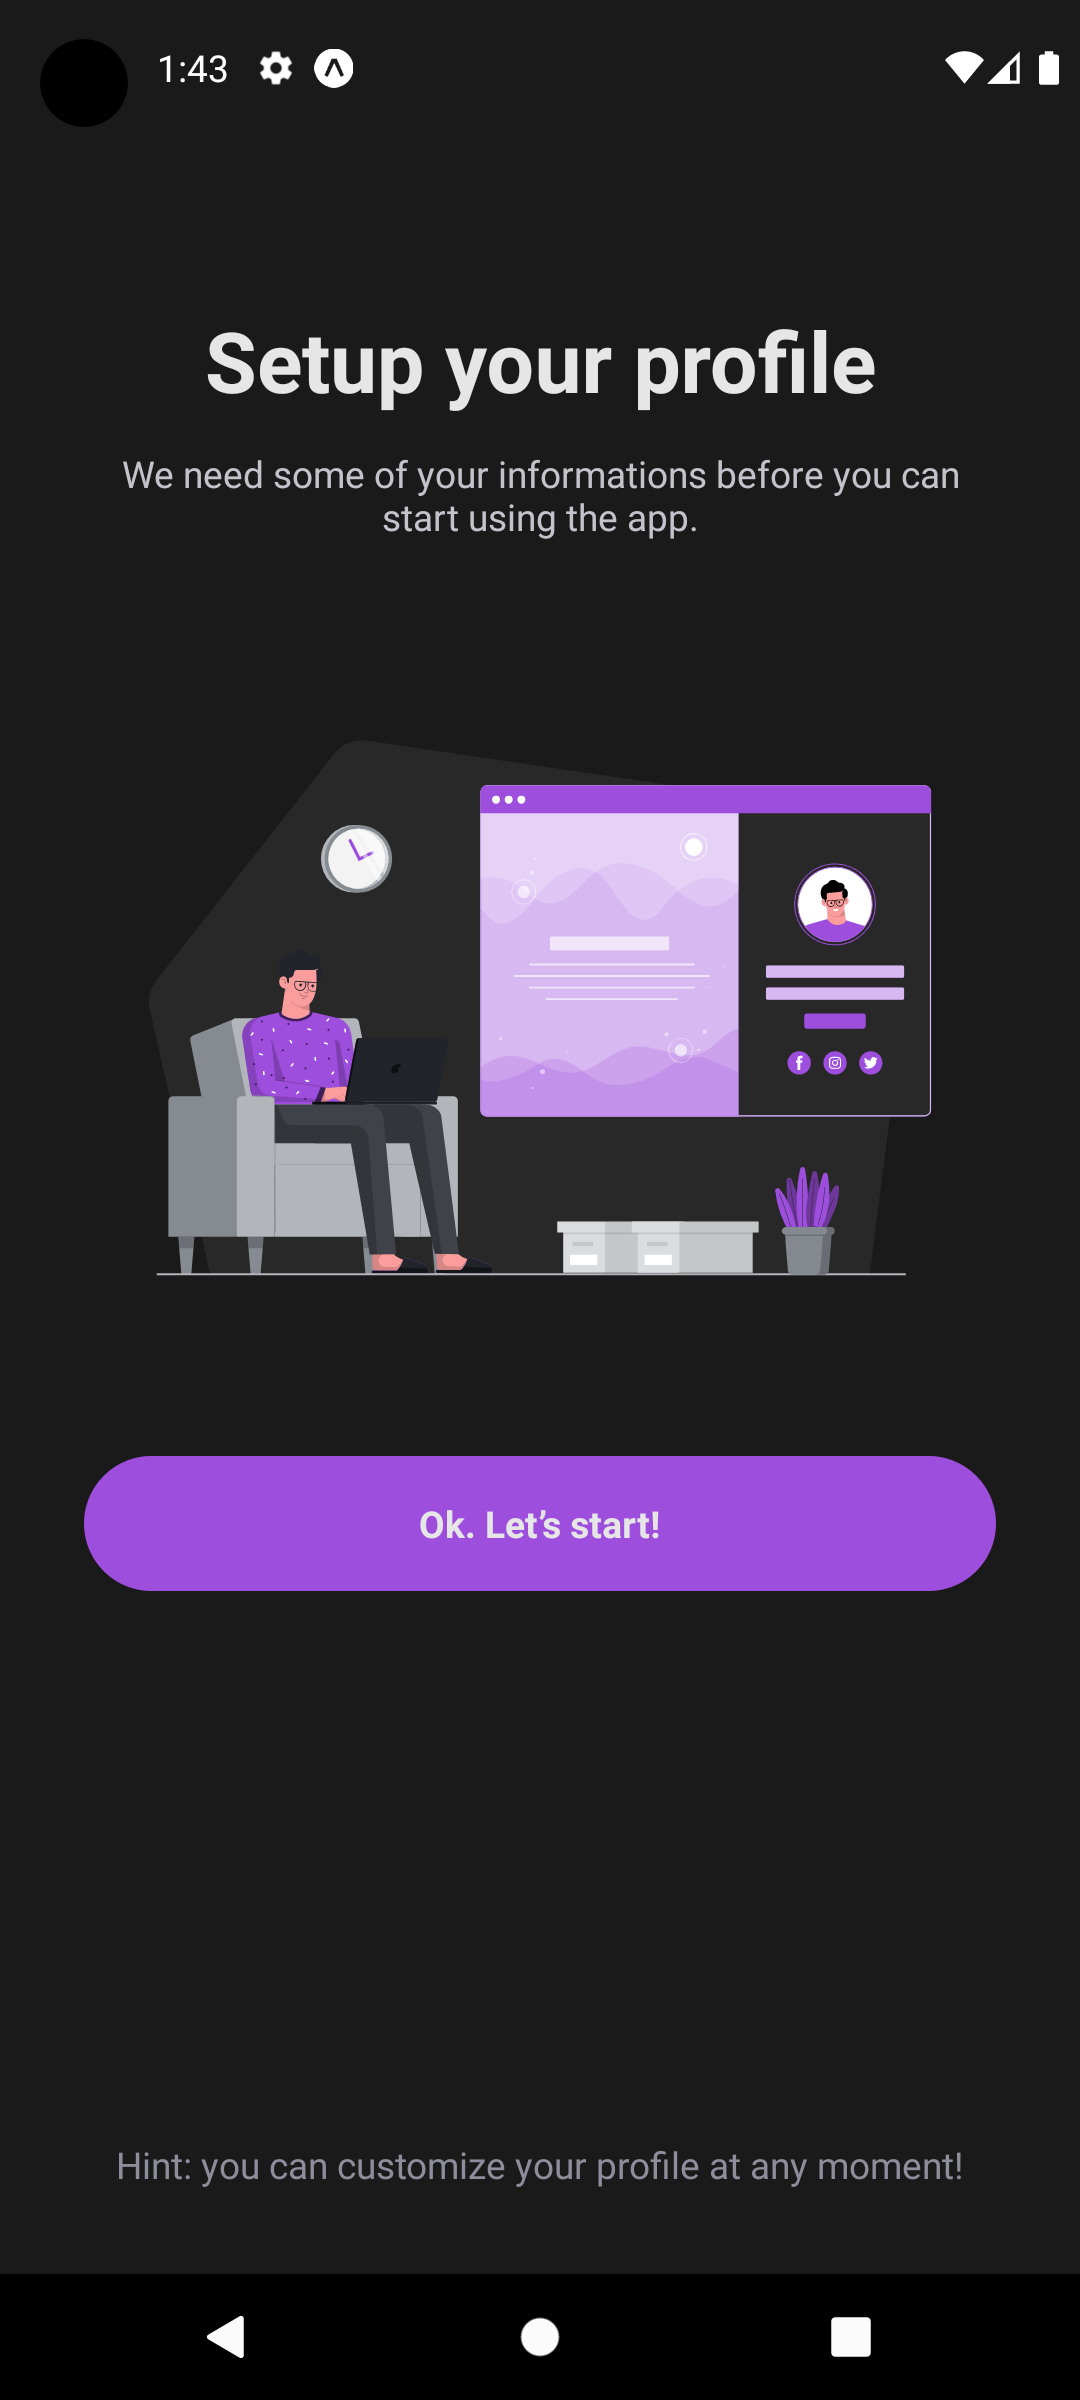 1:43
Setup your profile
We need some of your informations before you can
start using the app.
Ok. Let’s start!
Hint: you can customize your profile at any moment!